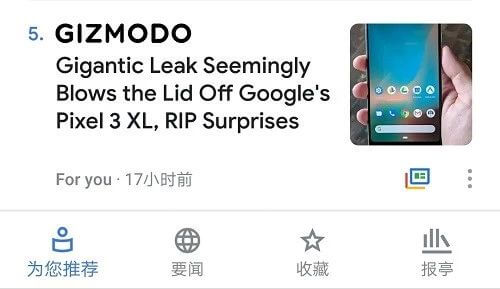 5. GIZMODO
Gigantic Leak Seemingly
Blows the Lid Off Google's
Pixel 3 XL, RIP Surprises
For you · 17小时前
为您推荐
要闻
收藏
报亭